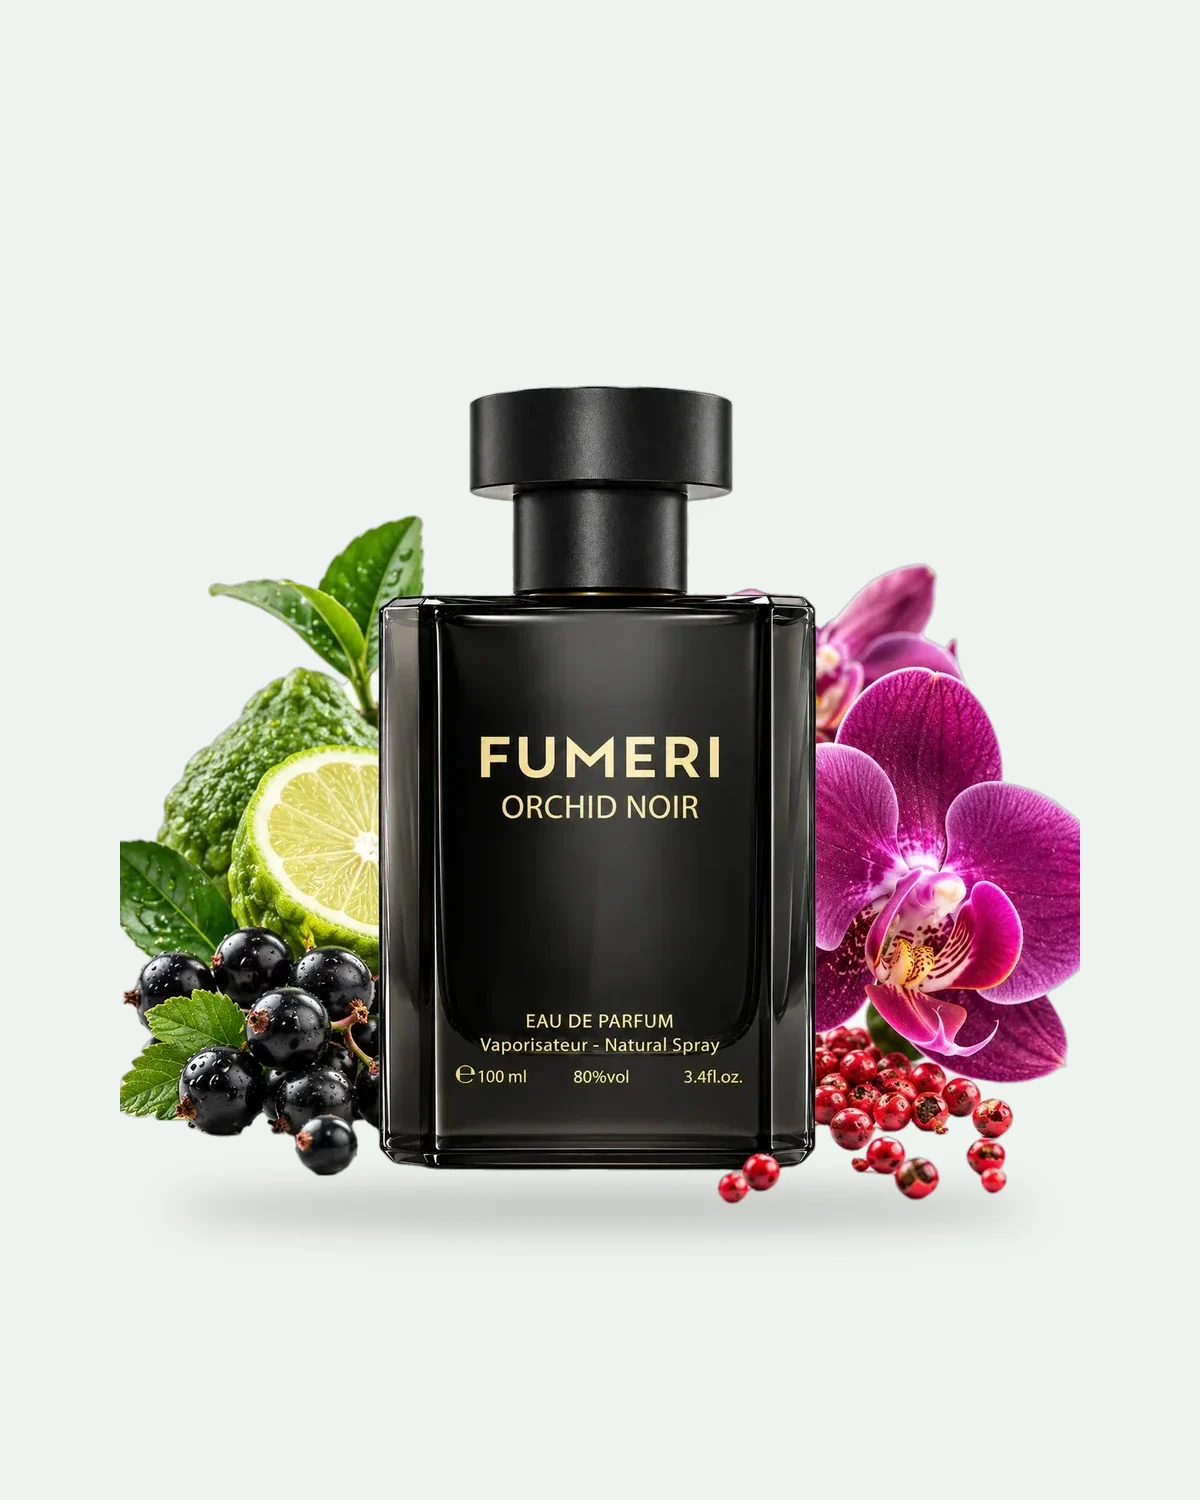 FUMERI
ORCHID NOIR
EAU DE PARFUM
Vaporisateur - Natural Spray
℮100 ml 80%vol 3.4fl.oz.